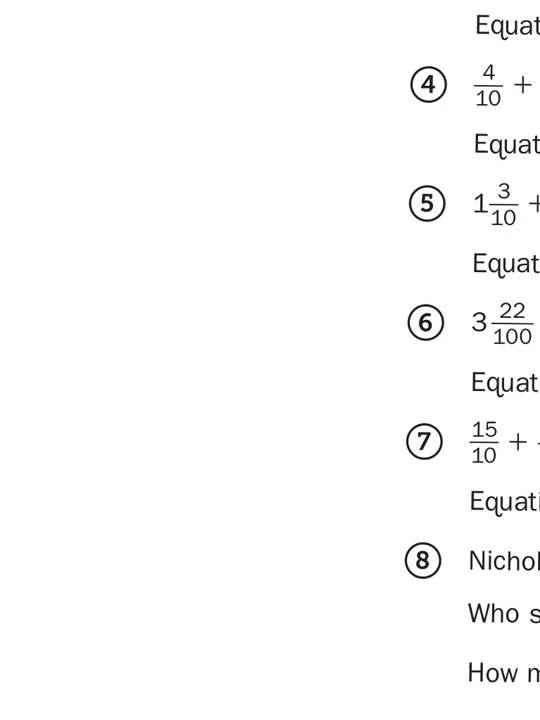 Equat
④ 4/10 +
Equat
⑤ 1 3/10 +
Equat
⑥ 3 22/100
Equat
⑦ 15/10 +
Equati
⑧ Nichol
Who s
How m